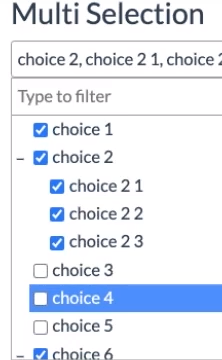 Multi Selection
choice 2, choice 2 1, choice 2
Type to filter
choice 1
– choice 2
choice 2 1
choice 2 2
choice 2 3
choice 3
choice 4
choice 5
– choice 6